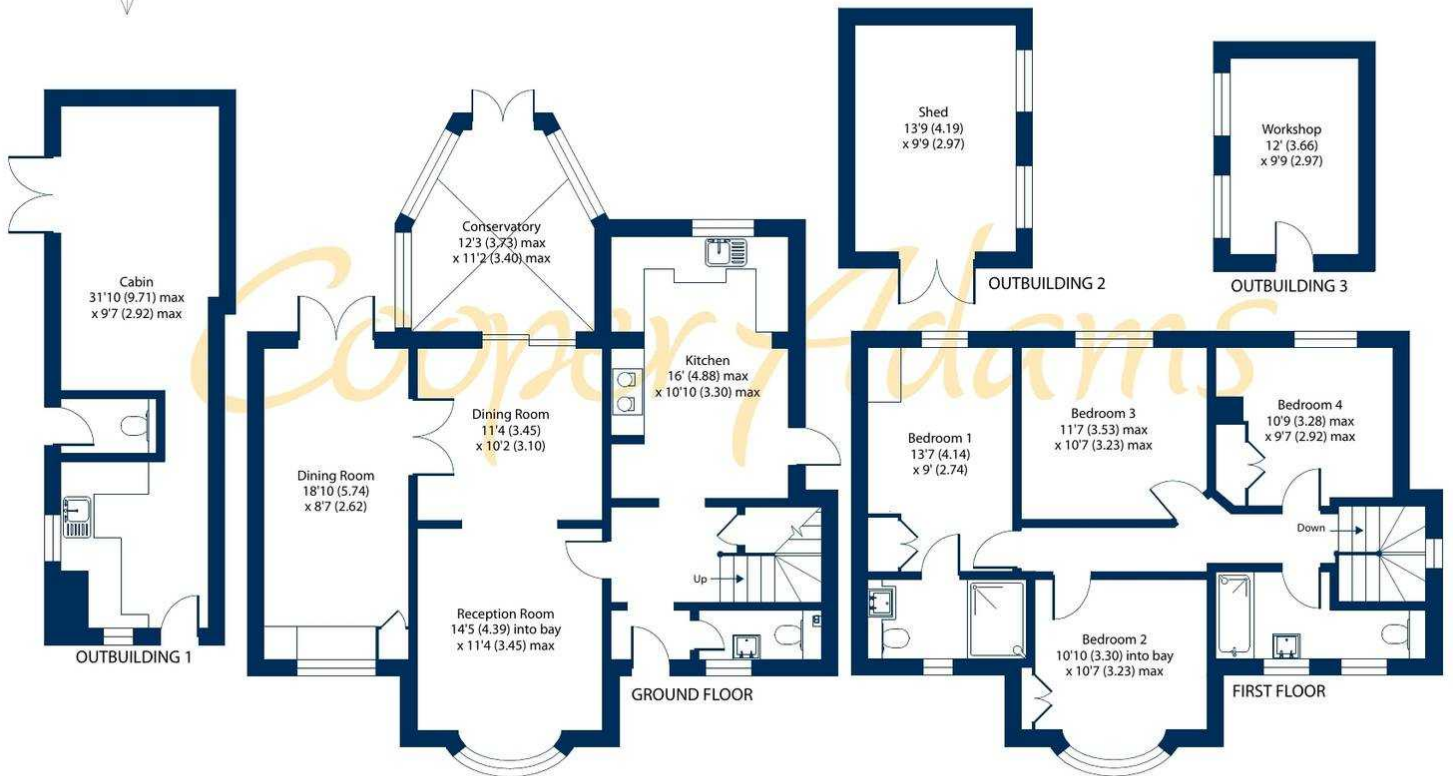 Cabin
31'10 (9.71) max
x 9'7 (2.92) max
OUTBUILDING 1
Conservatory
12'3 (3.73) max
x 11'2 (3.40) max
Kitchen
16' (4.88) max
x 10'10 (3.30) max
Dining Room
11'4 (3.45)
x 10'2 (3.10)
Dining Room
18'10 (5.74)
x 8'7 (2.62)
Up
Reception Room
14'5 (4.39) into bay
x 11'4 (3.45) max
GROUND FLOOR
Shed
13'9 (4.19)
x 9'9 (2.97)
OUTBUILDING 2
Workshop
12' (3.66)
x 9'9 (2.97)
OUTBUILDING 3
Cooper Adams
Bedroom 1
13'7 (4.14)
x 9' (2.74)
Bedroom 3
11'7 (3.53) max
x 10'7 (3.23) max
Bedroom 4
10'9 (3.28) max
x 9'7 (2.92) max
Down
Bedroom 2
10'10 (3.30) into bay
x 10'7 (3.23) max
FIRST FLOOR